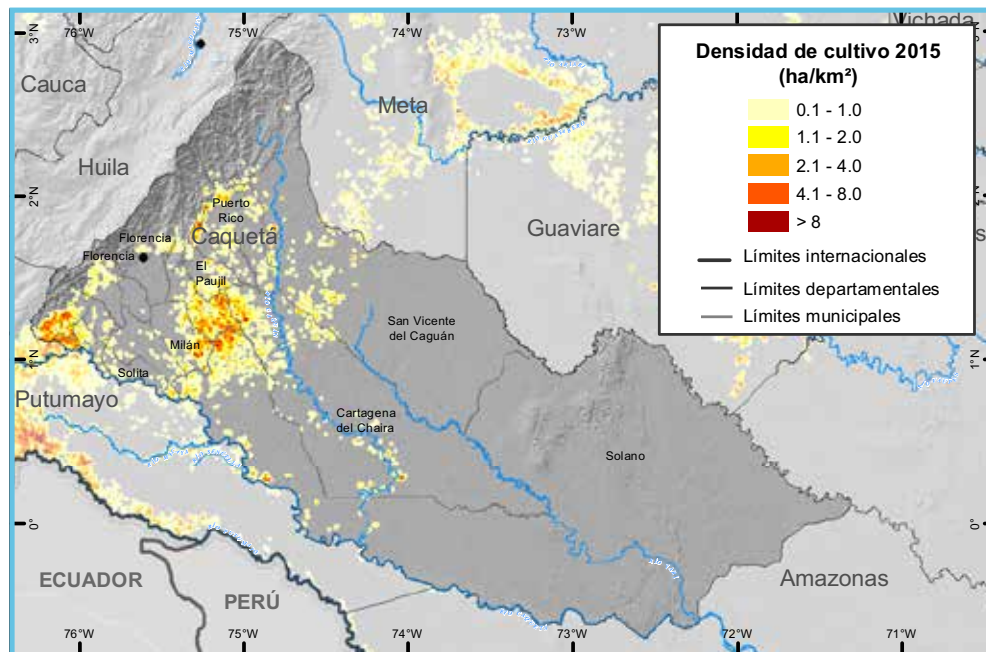 76°W
75°W
74°W
73°W
3°N
Vichada
Cauca
Meta
Huila
2°N
Puerto
Rico
Florencia
Caquetá
Florencia
Guaviare
El
Paujil
San Vicente
del Caguán
Milán
1°N
1°N
Solita
Putumayo
Cartagena
del Chaira
Solano
0°
0°
ECUADOR
PERÚ
Amazonas
76°W
75°W
74°W
73°W
72°W
71°W
Densidad de cultivo 2015
(ha/km²)
0.1 - 1.0
1.1 - 2.0
2.1 - 4.0
4.1 - 8.0
> 8
Límites internacionales
Límites departamentales
Límites municipales